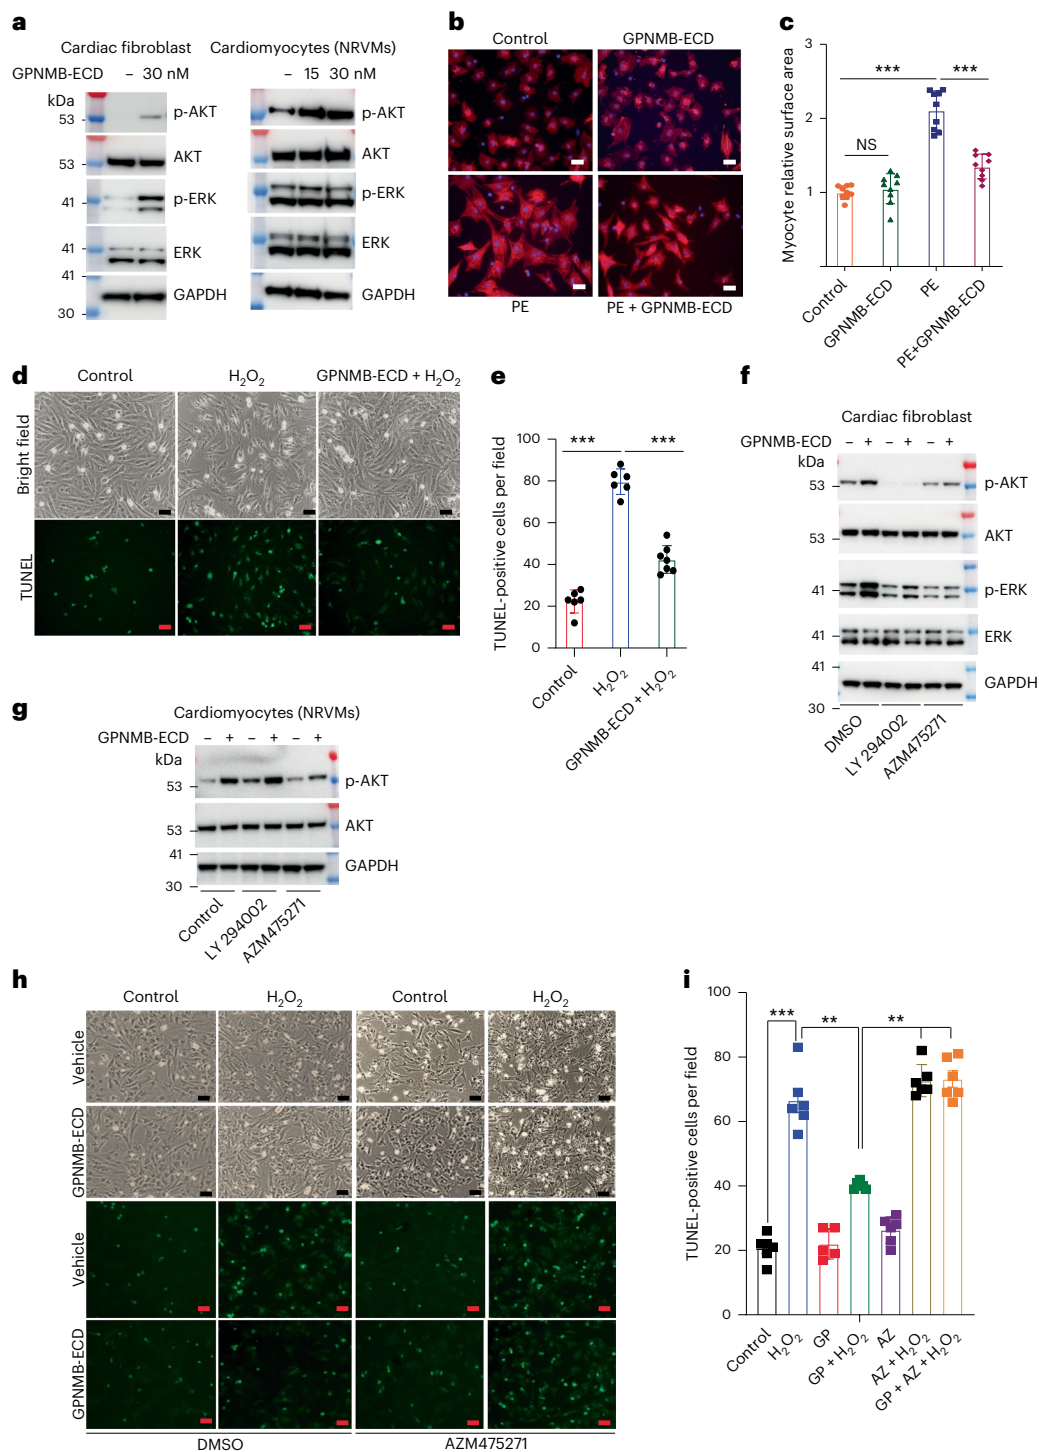 a
Cardiac fibroblast
Cardiomyocytes (NRVMs)
GPNMB-ECD – 30 nM
– 15 30 nM
kDa
53
p-AKT
p-AKT
53
AKT
AKT
41
p-ERK
p-ERK
41
ERK
ERK
41
GAPDH
GAPDH
30
b
Control
GPNMB-ECD
PE
PE + GPNMB-ECD
c
Myocyte relative surface area
3
2
1
***
***
NS
Control
GPNMB-ECD
PE
PE+GPNMB-ECD
d
Control
H2O2
GPNMB-ECD + H2O2
Bright field
TUNEL
e
TUNEL-positive cells per field
100
80
60
40
20
0
***
***
Control
H2O2
GPNMB-ECD + H2O2
f
Cardiac fibroblast
GPNMB-ECD – + – + – +
kDa
53
p-AKT
53
AKT
41
p-ERK
41
ERK
41
GAPDH
30
DMSO
LY 294002
AZM475271
g
Cardiomyocytes (NRVMs)
GPNMB-ECD – + – + – +
kDa
53
p-AKT
53
AKT
41
GAPDH
30
Control
LY 294002
AZM475271
h
Control
H2O2
Control
H2O2
Vehicle
GPNMB-ECD
Vehicle
GPNMB-ECD
DMSO
AZM475271
i
TUNEL-positive cells per field
100
80
60
40
20
0
***
**
**
Control
H2O2
GP
GP + H2O2
AZ
AZ + H2O2
GP + AZ + H2O2